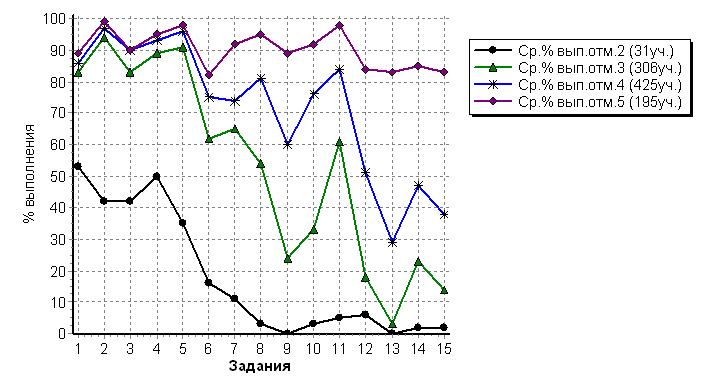 100
90
80
70
60
50
40
30
20
10
0
% выполнения
1 2 3 4 5 6 7 8 9 10 11 12 13 14 15
Задания
Ср.% вып.отм.2 (31уч.)
Ср.% вып.отм.3 (306уч.)
Ср.% вып.отм.4 (425уч.)
Ср.% вып.отм.5 (195уч.)